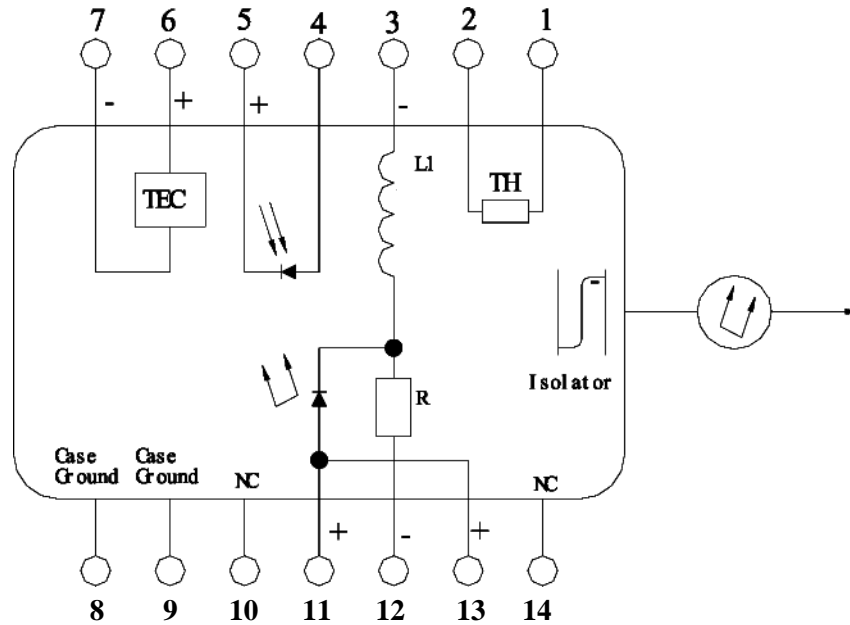 7 6 5 4 3 2 1
- + + -
L1
TEC TH
Isolator
R
Case Ground
Case Ground
NC NC
+ - +
8 9 10 11 12 13 14